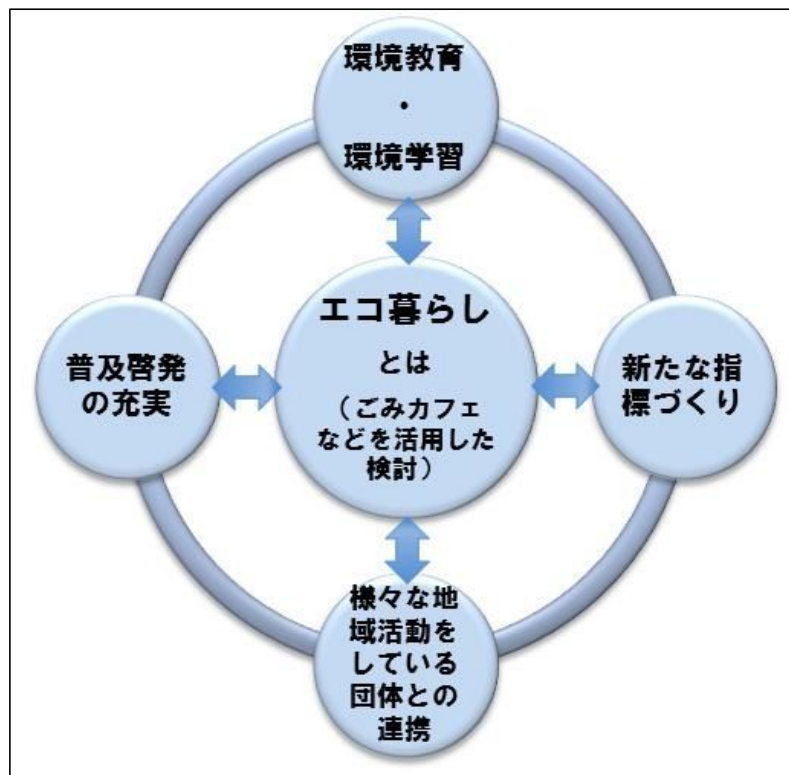 環境教育
・
環境学習
エコ暮らし
とは
（ごみカフェ
などを活用した
検討）
普及啓発
の充実
新たな指
標づくり
様々な地
域活動を
している
団体との
連携